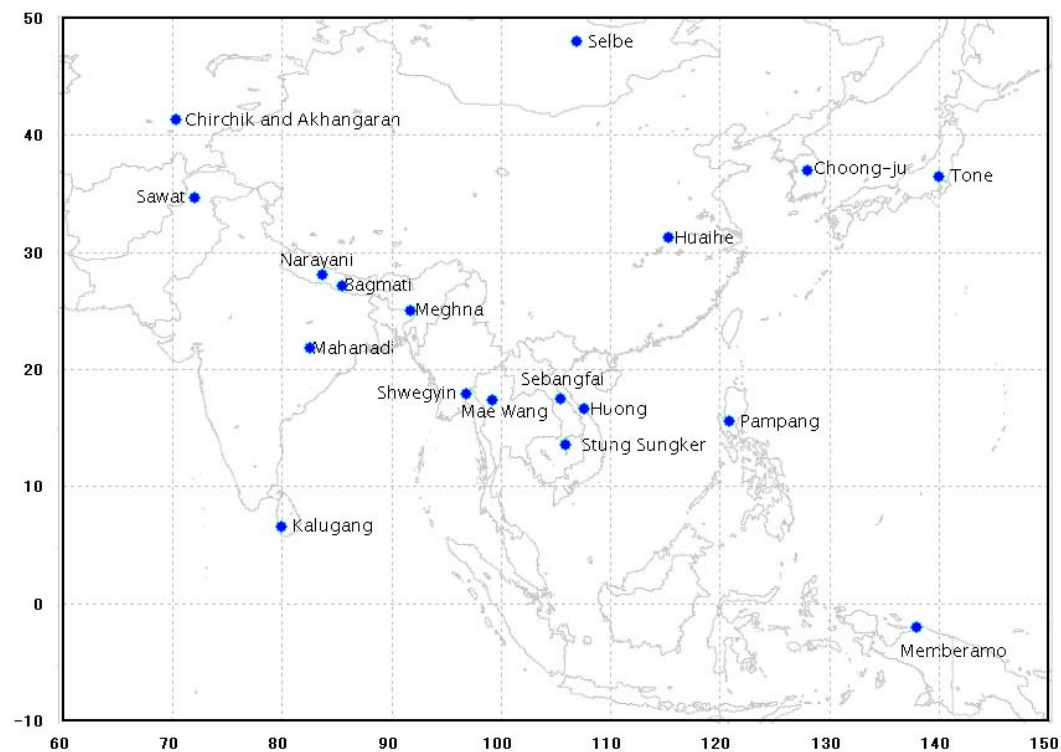 50
Selbe
Chirchik and Akhangaran
40
Choong-ju
Tone
Sawat
Huaihe
30
Narayani
Bagmati
Meghna
Mahanadi
20
Sebangfai
Shwegyin
Mae Wang
Huong
Pampang
Stung Sungker
10
Kalugang
0
Memberamo
-10
60 70 80 90 100 110 120 130 140 150